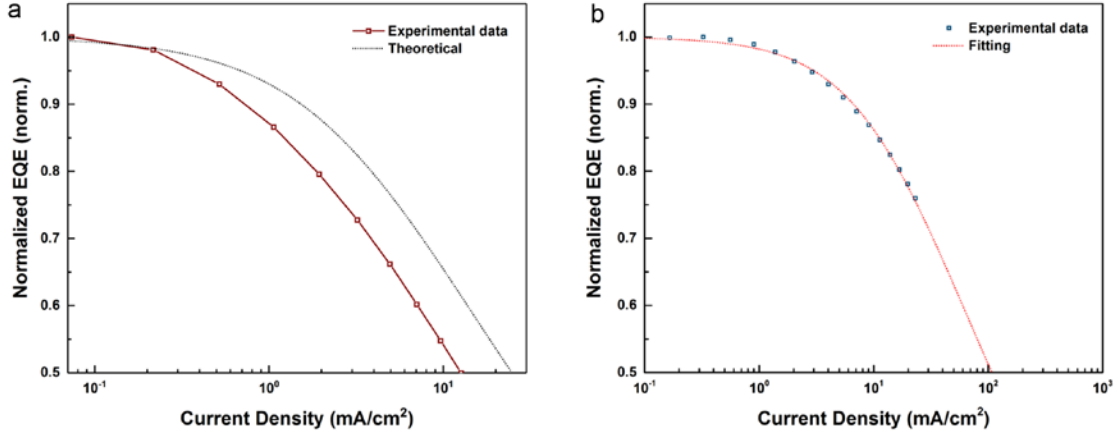 a
Experimental data
Theoretical
1.0
0.9
0.8
0.7
0.6
0.5
Normalized EQE (norm.)
10⁻¹
10⁰
10¹
Current Density (mA/cm²)
b
Experimental data
Fitting
1.0
0.9
0.8
0.7
0.6
0.5
Normalized EQE (norm.)
10⁻¹
10⁰
10¹
10²
10³
Current Density (mA/cm²)